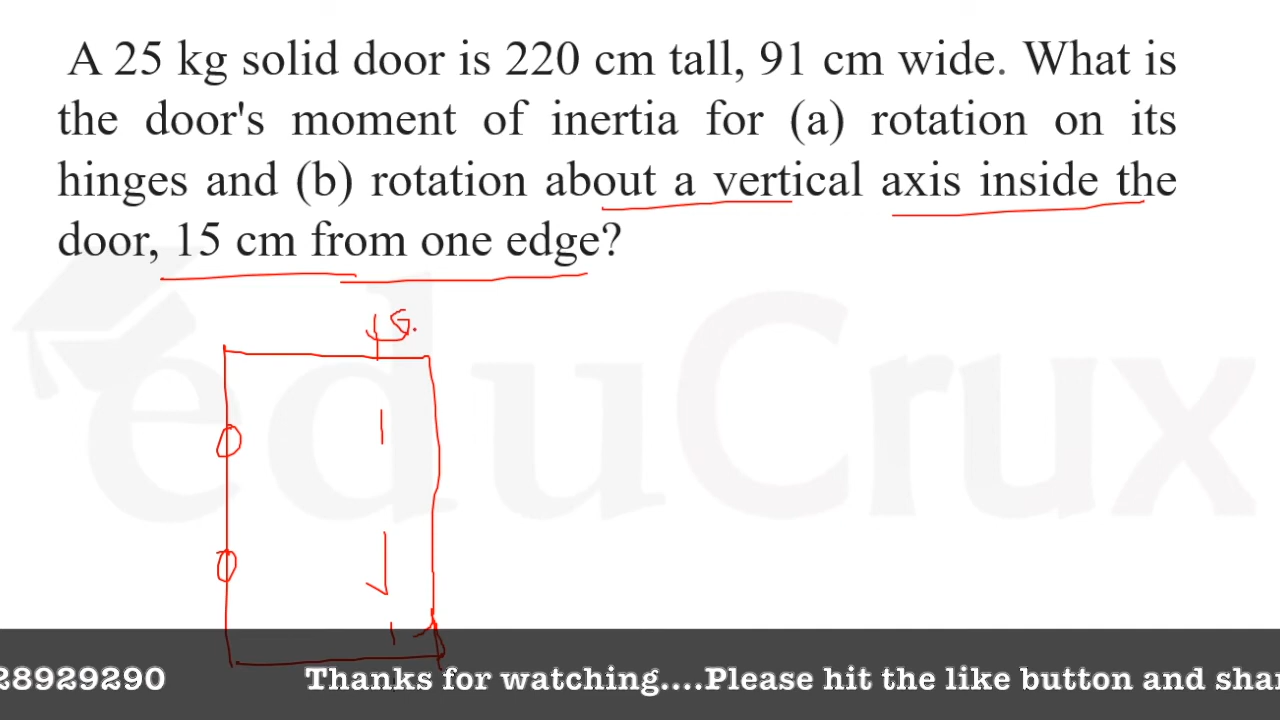 A 25 kg solid door is 220 cm tall, 91 cm wide. What is
the door's moment of inertia for (a) rotation on its
hinges and (b) rotation about a vertical axis inside the
door, 15 cm from one edge?
eduCrux
28929290 Thanks for watching....Please hit the like button and shar